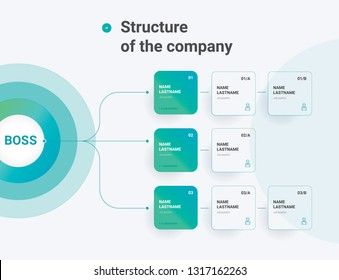 Structure
of the company
BOSS
01
NAME
LASTNAME
01/A
NAME
LASTNAME
01/B
NAME
LASTNAME
02
NAME
LASTNAME
02/A
NAME
LASTNAME
03
NAME
LASTNAME
03/A
NAME
LASTNAME
03/B
NAME
LASTNAME
shutterstock.com • 1317162263